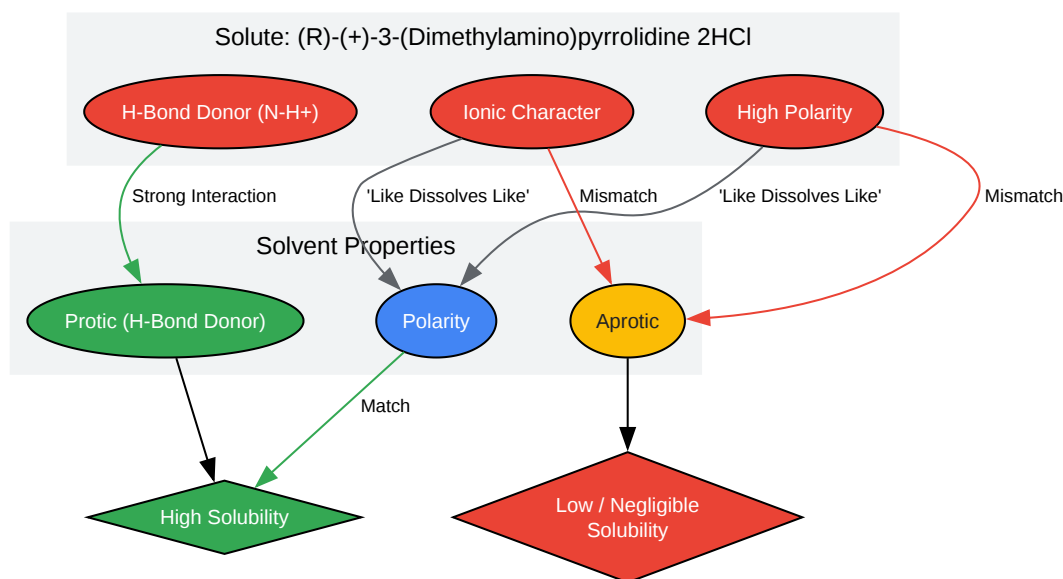 Solute: (R)-(+)-3-(Dimethylamino)pyrrolidine 2HCl
H-Bond Donor (N-H+)
Ionic Character
High Polarity
Strong Interaction
'Like Dissolves Like'
Mismatch
'Like Dissolves Like'
Mismatch
Solvent Properties
Protic (H-Bond Donor)
Polarity
Aprotic
Match
High Solubility
Low / Negligible
Solubility